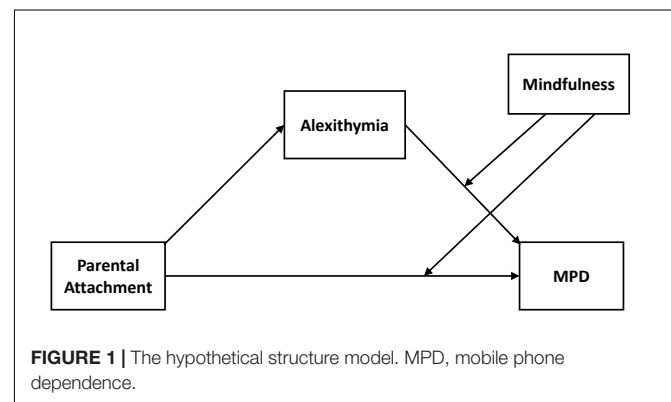 Mindfulness
Alexithymia
Parental
Attachment
MPD
FIGURE 1 | The hypothetical structure model. MPD, mobile phone
dependence.